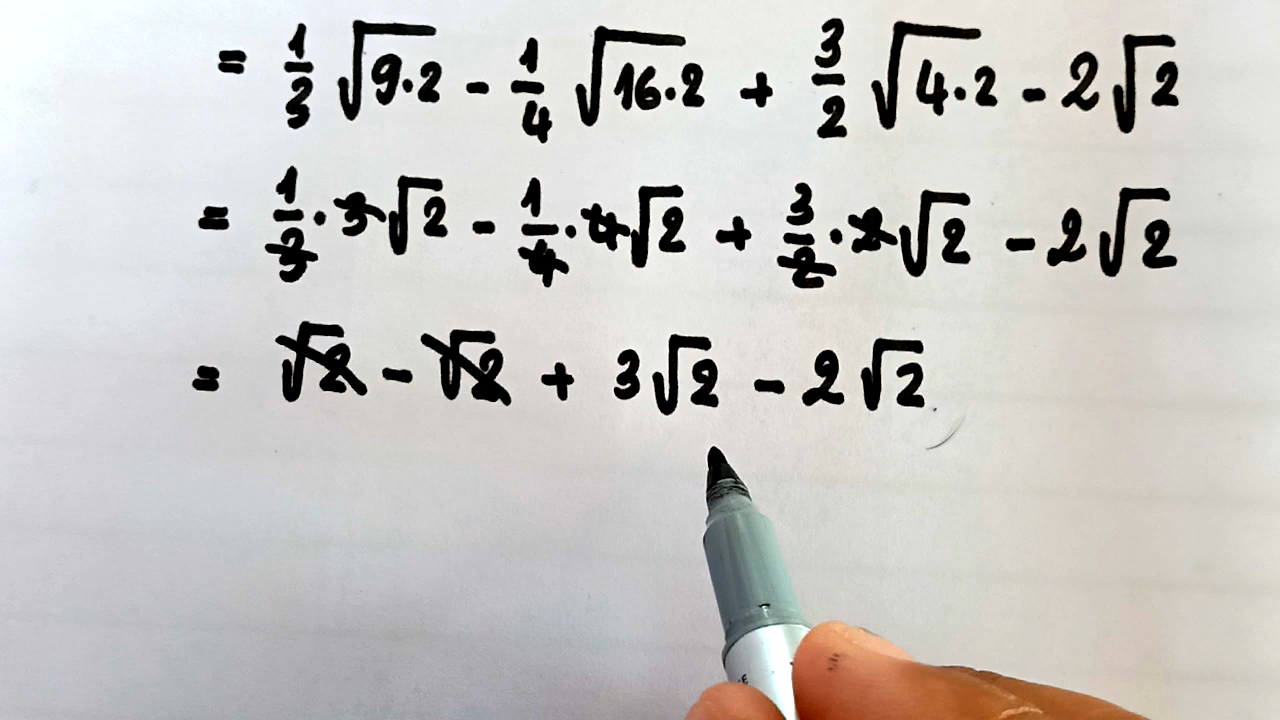 = 1/3 √9·2 - 1/4 √16·2 + 3/2 √4·2 - 2√2
= 1/3 · 3√2 - 1/4 · 4√2 + 3/2 · 2√2 - 2√2
= √2 - √2 + 3√2 - 2√2